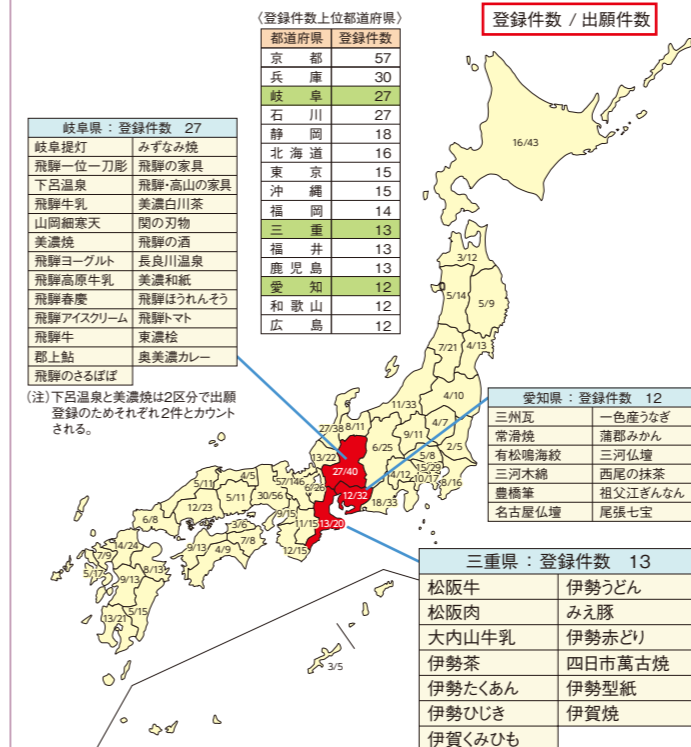 〈登録件数上位都道府県〉
登録件数 / 出願件数
都道府県 登録件数
京都 57
兵庫 30
岐阜 27
石川 27
静岡 18
北海道 16
東京 15
沖縄 15
福岡 14
三重 13
福井 13
鹿児島 13
愛知 12
和歌山 12
広島 12
岐阜県：登録件数 27
岐阜提灯 みずなみ焼
飛騨一位一刀彫 飛騨の家具
下呂温泉 飛騨・高山の家具
飛騨牛乳 美濃白川茶
山岡細寒天 関の刃物
美濃焼 飛騨の酒
飛騨ヨーグルト 長良川温泉
飛騨高原牛乳 美濃和紙
飛騨春慶 飛騨ほうれんそう
飛騨アイスクリーム 飛騨トマト
飛騨牛 東濃桧
郡上鮎 奥美濃カレー
飛騨のさるぼぼ
(注)下呂温泉と美濃焼は2区分で出願
登録のためそれぞれ2件とカウント
される。
16/43
3/12
5/14
5/9
7/21
4/13
4/10
11/33
4/7
9/11
2/5
27/38
8/11
6/25
5/8
15/29
13/22
27/40
4/12
10/17
8/16
12/32
18/33
57/146
6/26
4/5
5/11
5/11
30/56
12/23
9/15
11/15
13/20
6/8
3/6
12/15
9/13
4/9
7/8
14/24
7/9
5/17
8/13
9/13
5/15
13/21
3/5
愛知県：登録件数 12
三州瓦 一色産うなぎ
常滑焼 蒲郡みかん
有松鳴海絞 三河仏壇
三河木綿 西尾の抹茶
豊橋筆 祖父江ぎんなん
名古屋仏壇 尾張七宝
三重県：登録件数 13
松阪牛 伊勢うどん
松阪肉 みえ豚
大内山牛乳 伊勢赤どり
伊勢茶 四日市萬古焼
伊勢たくあん 伊勢型紙
伊勢ひじき 伊賀焼
伊賀くみひも